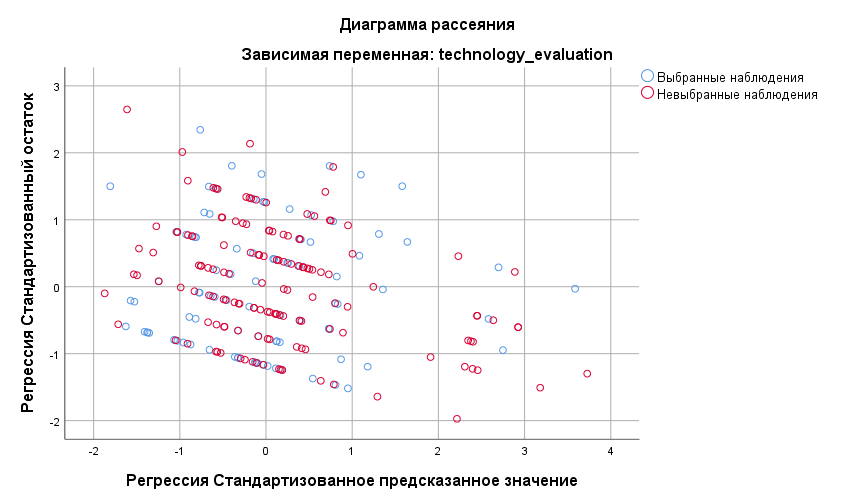 Диаграмма рассеяния
Зависимая переменная: technology_evaluation
Выбранные наблюдения
Невыбранные наблюдения
Регрессия Стандартизованный остаток
3
2
1
0
-1
-2
-2
-1
0
1
2
3
4
Регрессия Стандартизованное предсказанное значение